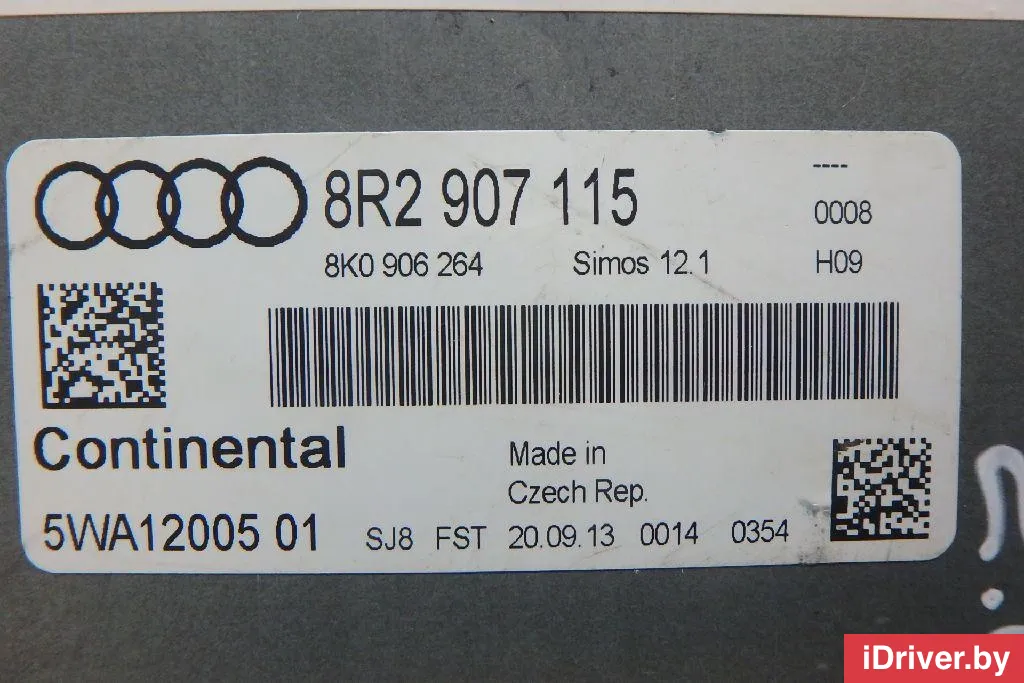 8R2 907 115
----
0008
8K0 906 264 Simos 12.1 H09
Continental
Made in
Czech Rep.
5WA12005 01 SJ8 FST 20.09.13 0014 0354
iDriver.by